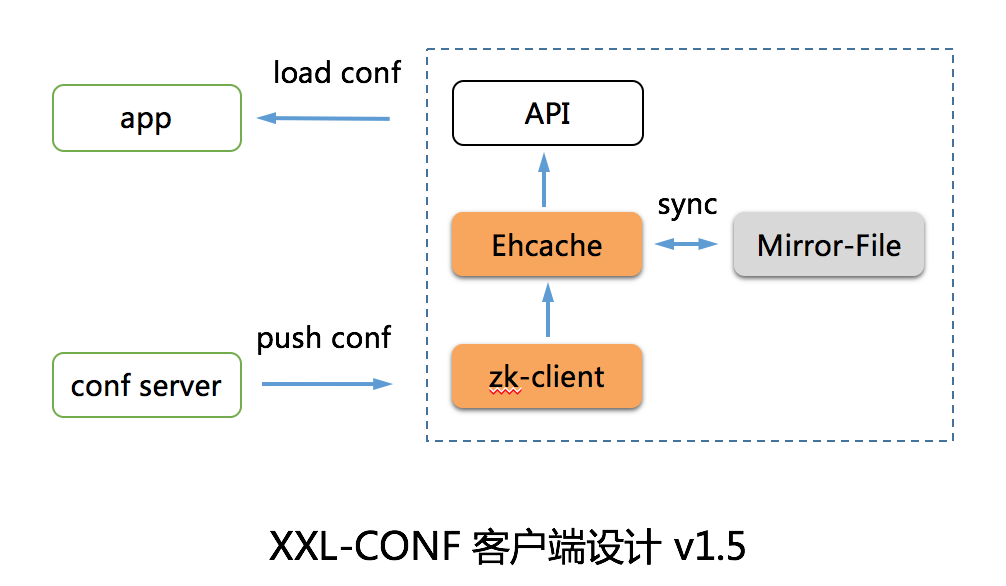 load conf
app
API
sync
Ehcache
Mirror-File
push conf
conf server
zk-client
XXL-CONF 客户端设计 v1.5